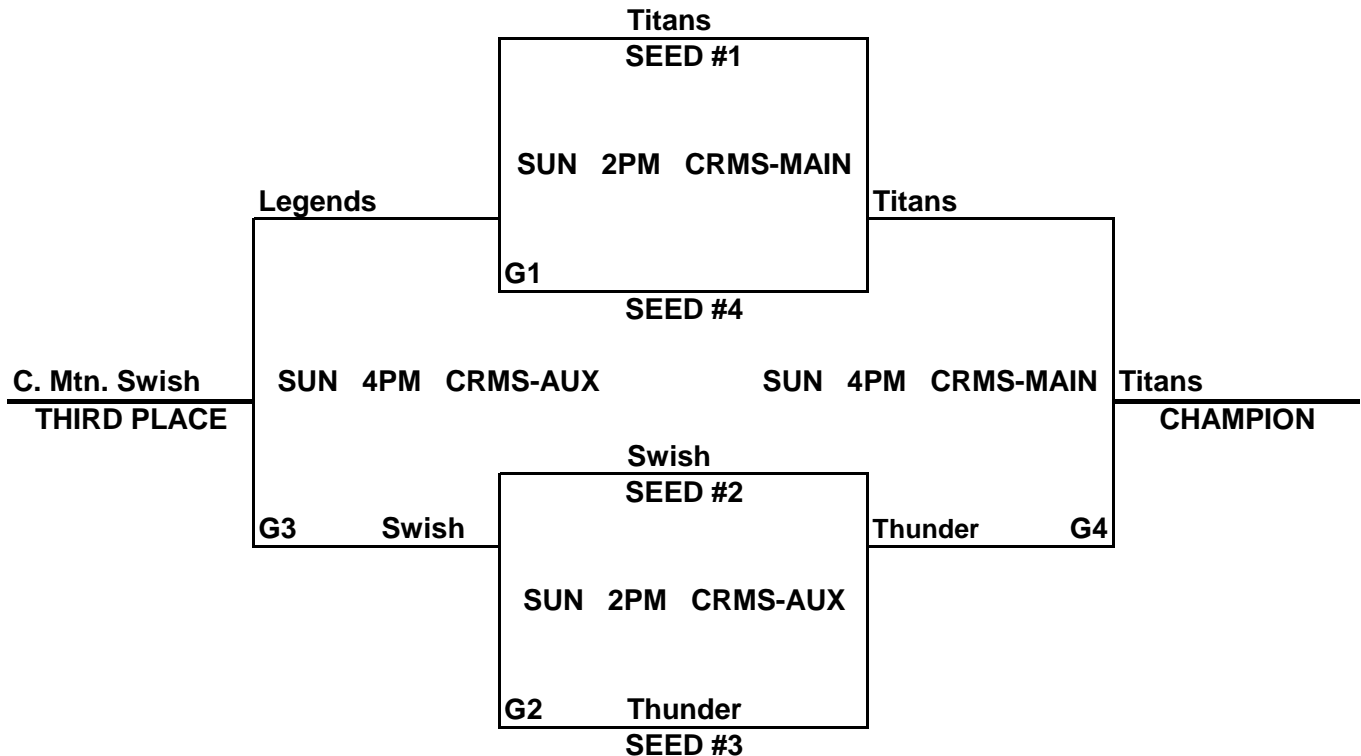 Titans
SEED #1
SUN 2PM CRMS-MAIN
Legends
Titans
G1
SEED #4
C. Mtn. Swish
SUN 4PM CRMS-AUX
SUN 4PM CRMS-MAIN
Titans
THIRD PLACE
CHAMPION
Swish
SEED #2
G3
Swish
Thunder
G4
SUN 2PM CRMS-AUX
G2
Thunder
SEED #3